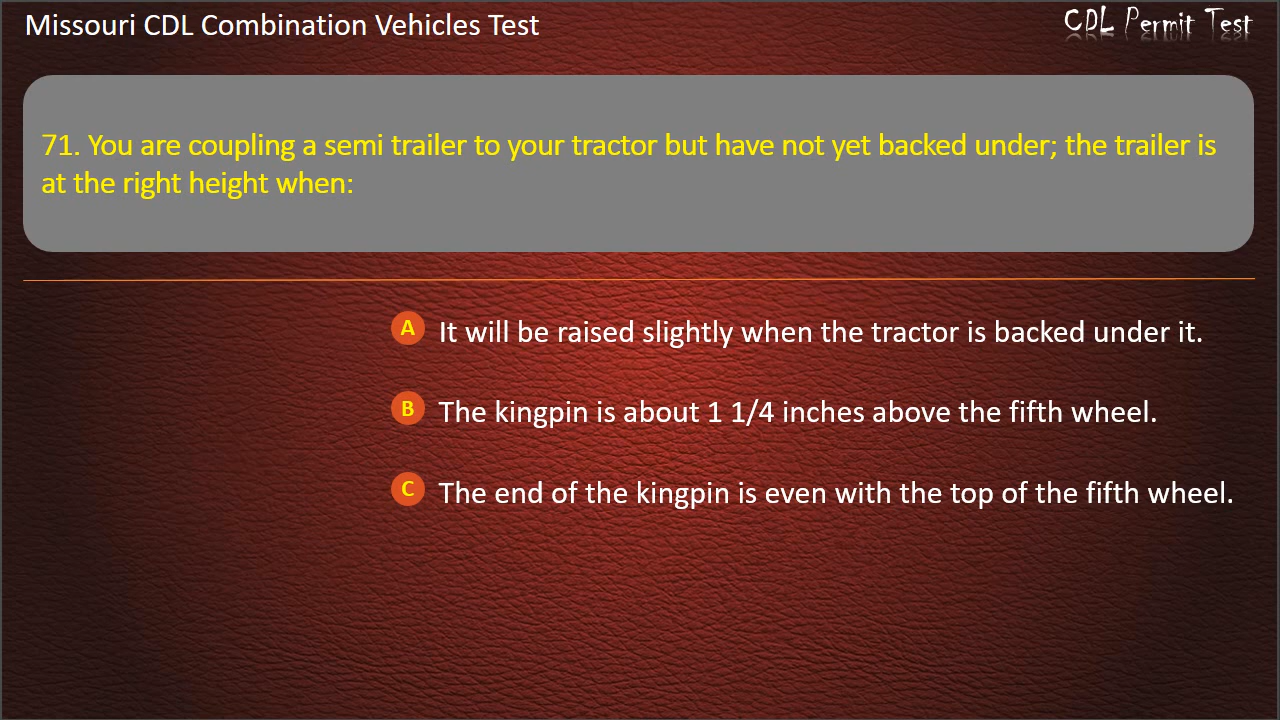 Missouri CDL Combination Vehicles Test
CDL Permit Test
71. You are coupling a semi trailer to your tractor but have not yet backed under; the trailer is
at the right height when:
A It will be raised slightly when the tractor is backed under it.
B The kingpin is about 1 1/4 inches above the fifth wheel.
C The end of the kingpin is even with the top of the fifth wheel.